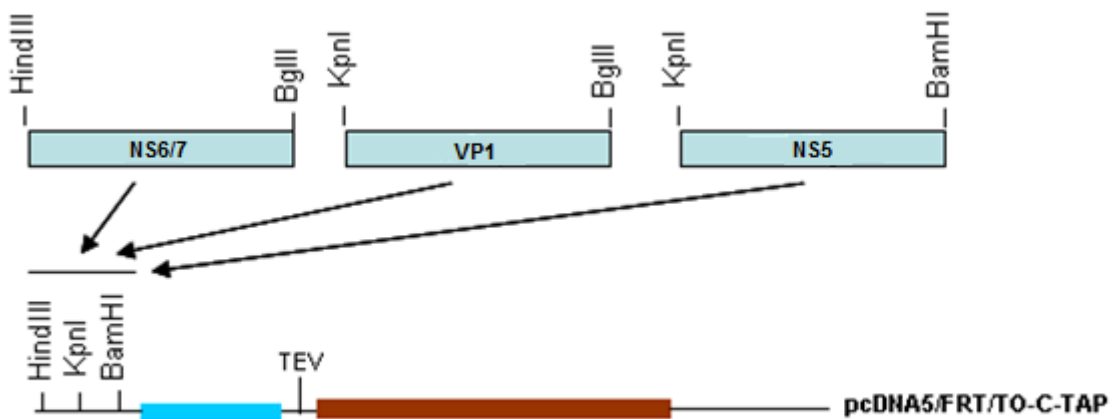 HindIII
BglII
KpnI
BglII
KpnI
BamHI
NS6/7
VP1
NS5
HindIII
KpnI
BamHI
TEV
pcDNA5/FRT/TO-C-TAP